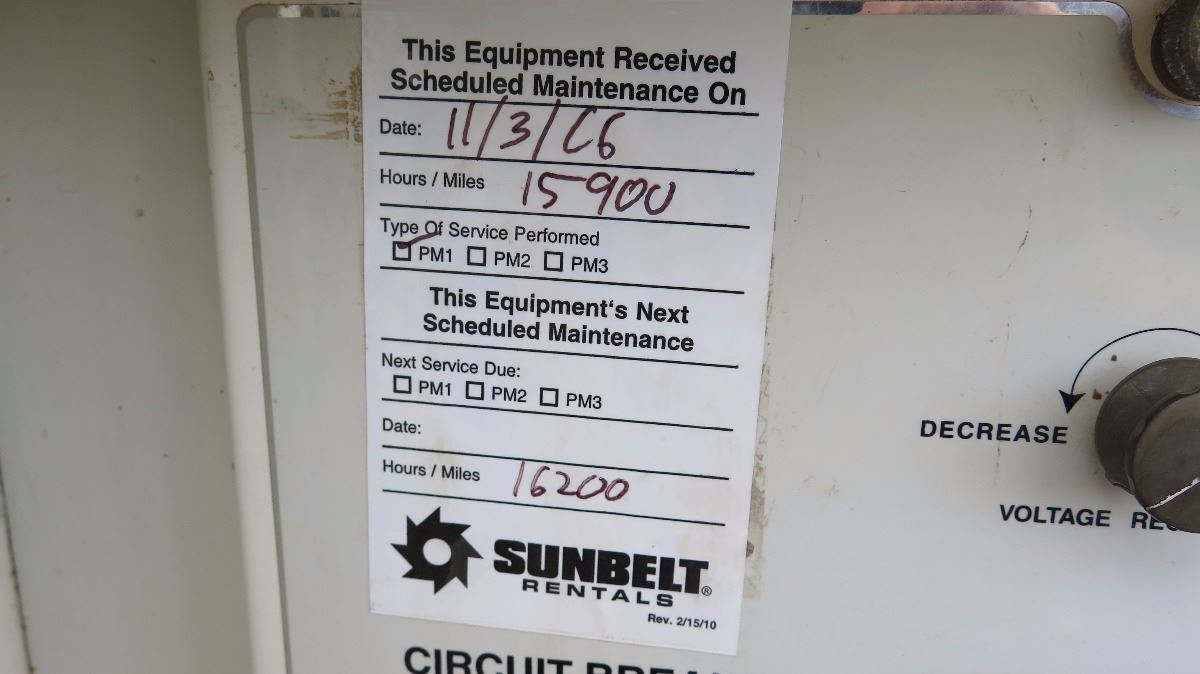 This Equipment Received
Scheduled Maintenance On
Date: 11/3/C6
Hours / Miles 15900
Type Of Service Performed
PM1 PM2 PM3
This Equipment's Next
Scheduled Maintenance
Next Service Due:
PM1 PM2 PM3
Date:
Hours / Miles 16200
SUNBELT®
RENTALS
Rev. 2/15/10
DECREASE
VOLTAGE
CIRCUIT